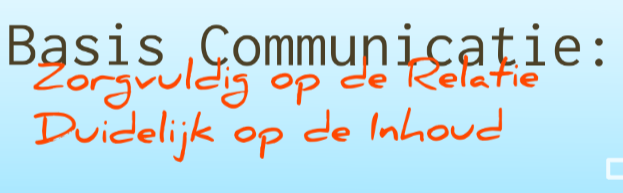 Basis Communicatie:
Zorgvuldig op de Relatie
Duidelijk op de Inhoud